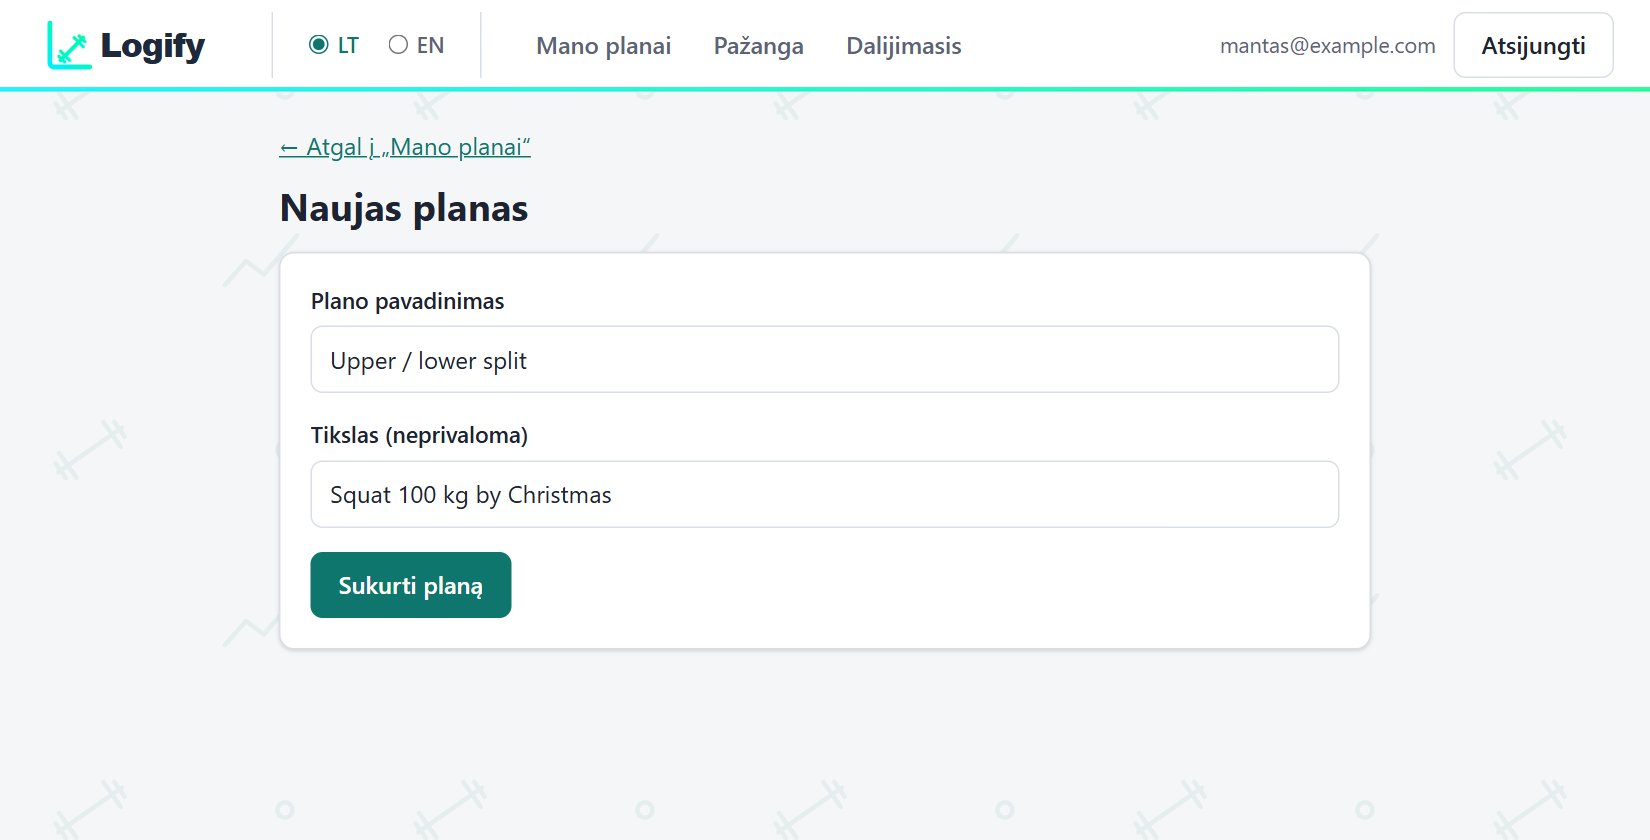 Logify
LT
EN
Mano planai
Pažanga
Dalijimasis
mantas@example.com
Atsijungti
← Atgal į „Mano planai“
Naujas planas
Plano pavadinimas
Upper / lower split
Tikslas (neprivaloma)
Squat 100 kg by Christmas
Sukurti planą